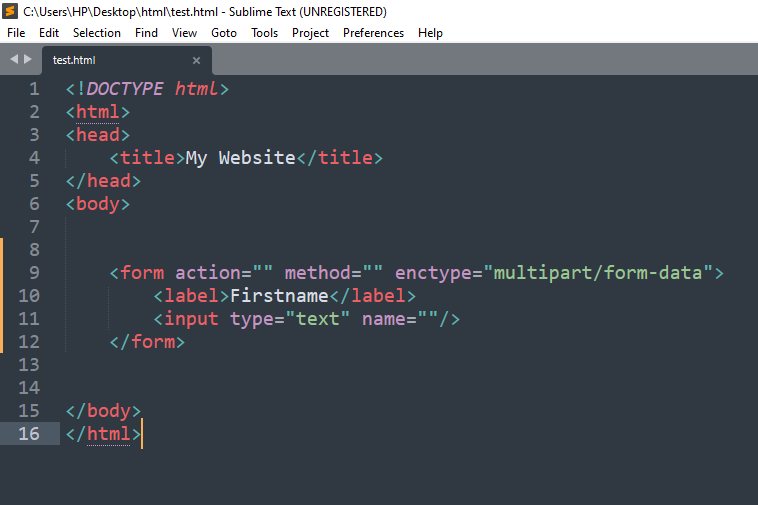 C:\Users\HP\Desktop\html\test.html - Sublime Text (UNREGISTERED)
File Edit Selection Find View Goto Tools Project Preferences Help
test.html
1 <!DOCTYPE html>
2 <html>
3 <head>
4     <title>My Website</title>
5 </head>
6 <body>
7
8
9     <form action="" method="" enctype="multipart/form-data">
10         <label>Firstname</label>
11         <input type="text" name=""/>
12     </form>
13
14
15 </body>
16 </html>